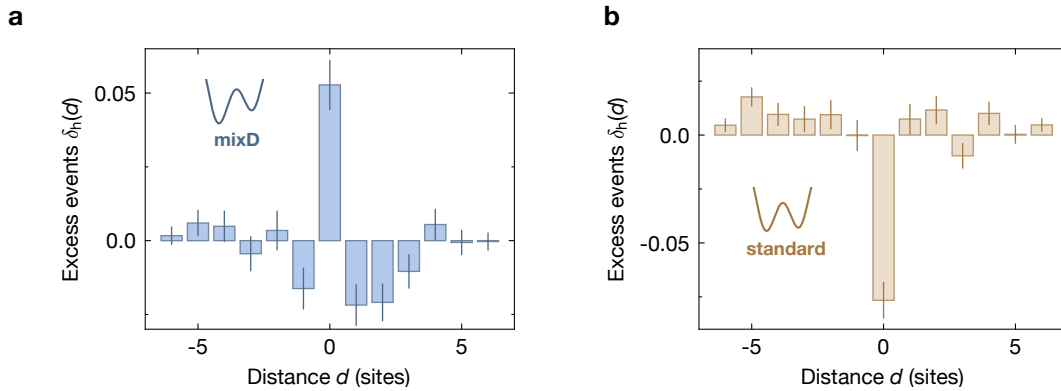 a
Excess events δh(d)
0.05
0.0
mixD
-5
0
5
Distance d (sites)
b
Excess events δh(d)
0.0
-0.05
standard
-5
0
5
Distance d (sites)